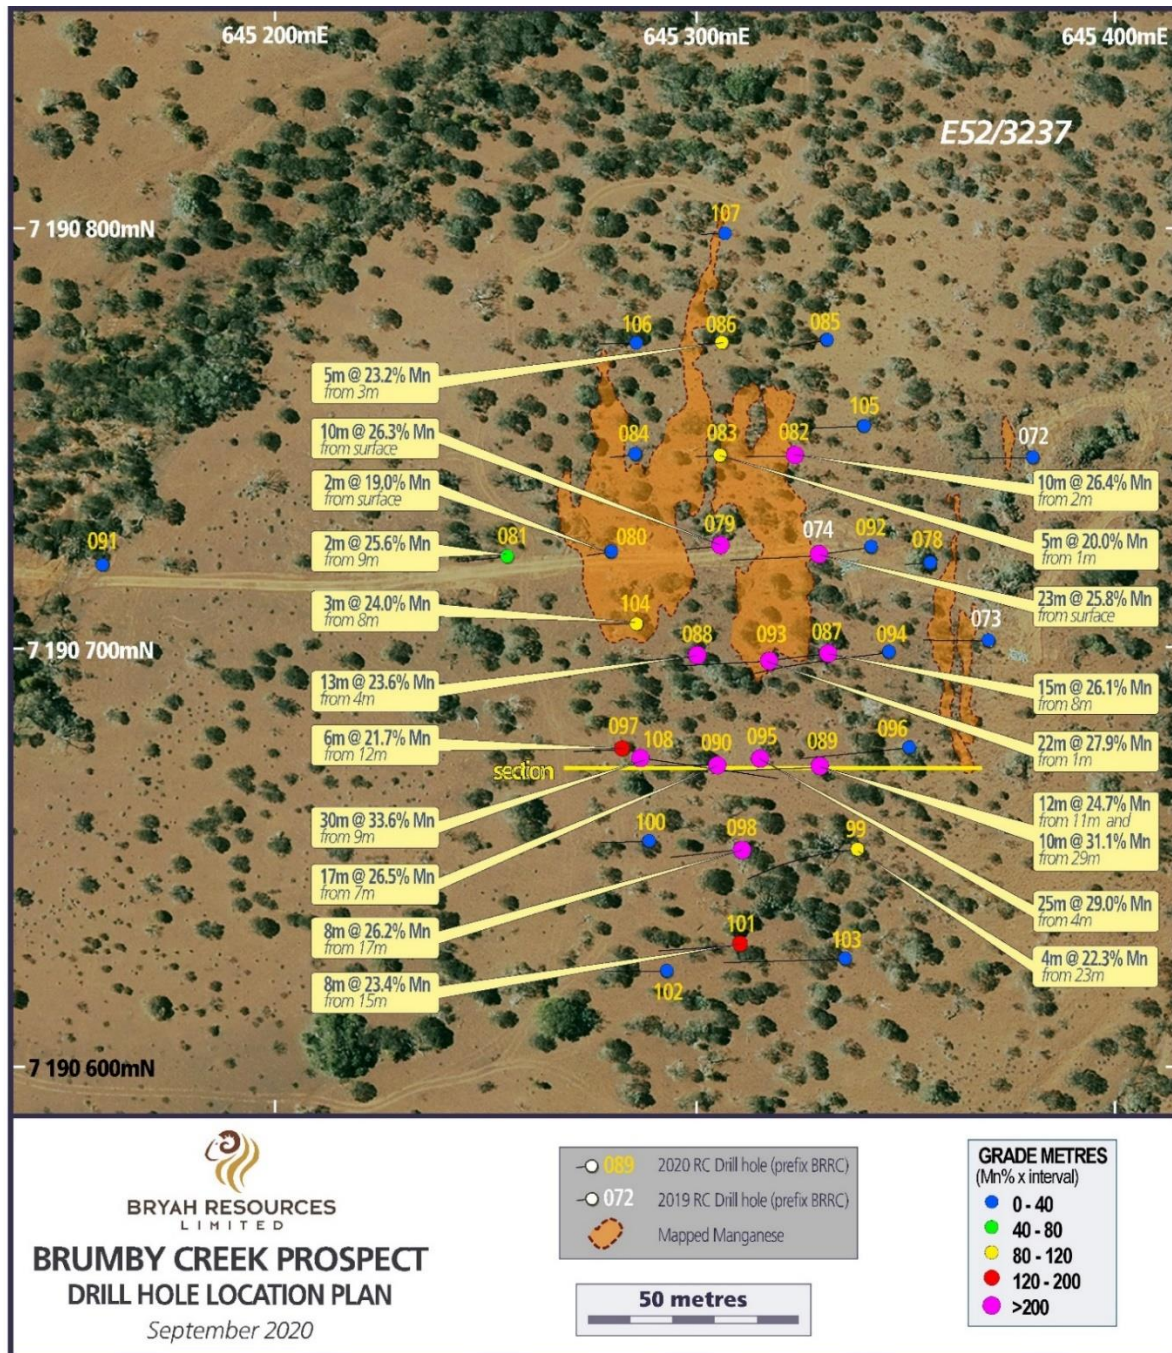 645 200mE 645 300mE 645 400mE
E52/3237
7 190 800mN
107
106 086 085
5m @ 23.2% Mn
from 3m
105
10m @ 26.3% Mn
from surface
084 083 082 072
2m @ 19.0% Mn
from surface
10m @ 26.4% Mn
from 2m
091 081 080 079 074 092 078
2m @ 25.6% Mn
from 9m
5m @ 20.0% Mn
from 1m
3m @ 24.0% Mn
from 8m
104
23m @ 25.8% Mn
from surface
073
7 190 700mN
088 093 087 094
13m @ 23.6% Mn
from 4m
15m @ 26.1% Mn
from 8m
6m @ 21.7% Mn
from 12m
097 108 090 095 089 096
22m @ 27.9% Mn
from 1m
section
30m @ 33.6% Mn
from 9m
12m @ 24.7% Mn
from 11m and
10m @ 31.1% Mn
from 29m
100 098 99
17m @ 26.5% Mn
from 7m
25m @ 29.0% Mn
from 4m
8m @ 26.2% Mn
from 17m
101 103
4m @ 22.3% Mn
from 23m
8m @ 23.4% Mn
from 15m
102
7 190 600mN
BRYAH RESOURCES
LIMITED
BRUMBY CREEK PROSPECT
DRILL HOLE LOCATION PLAN
September 2020
089 2020 RC Drill hole (prefix BRRC)
072 2019 RC Drill hole (prefix BRRC)
Mapped Manganese
50 metres
GRADE METRES
(Mn% x interval)
0 - 40
40 - 80
80 - 120
120 - 200
>200